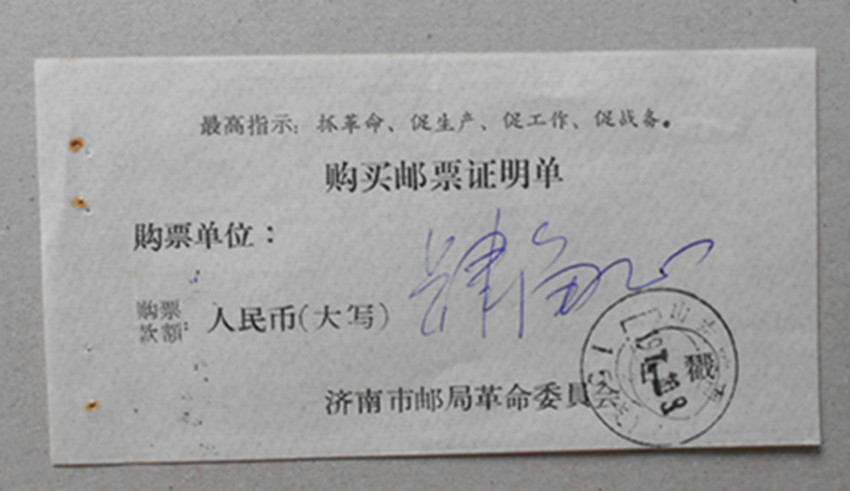 最高指示：抓革命、促生产、促工作、促战备。
购买邮票证明单
购票单位：
购票款额：人民币(大写)
济南市邮局革命委员会
戳